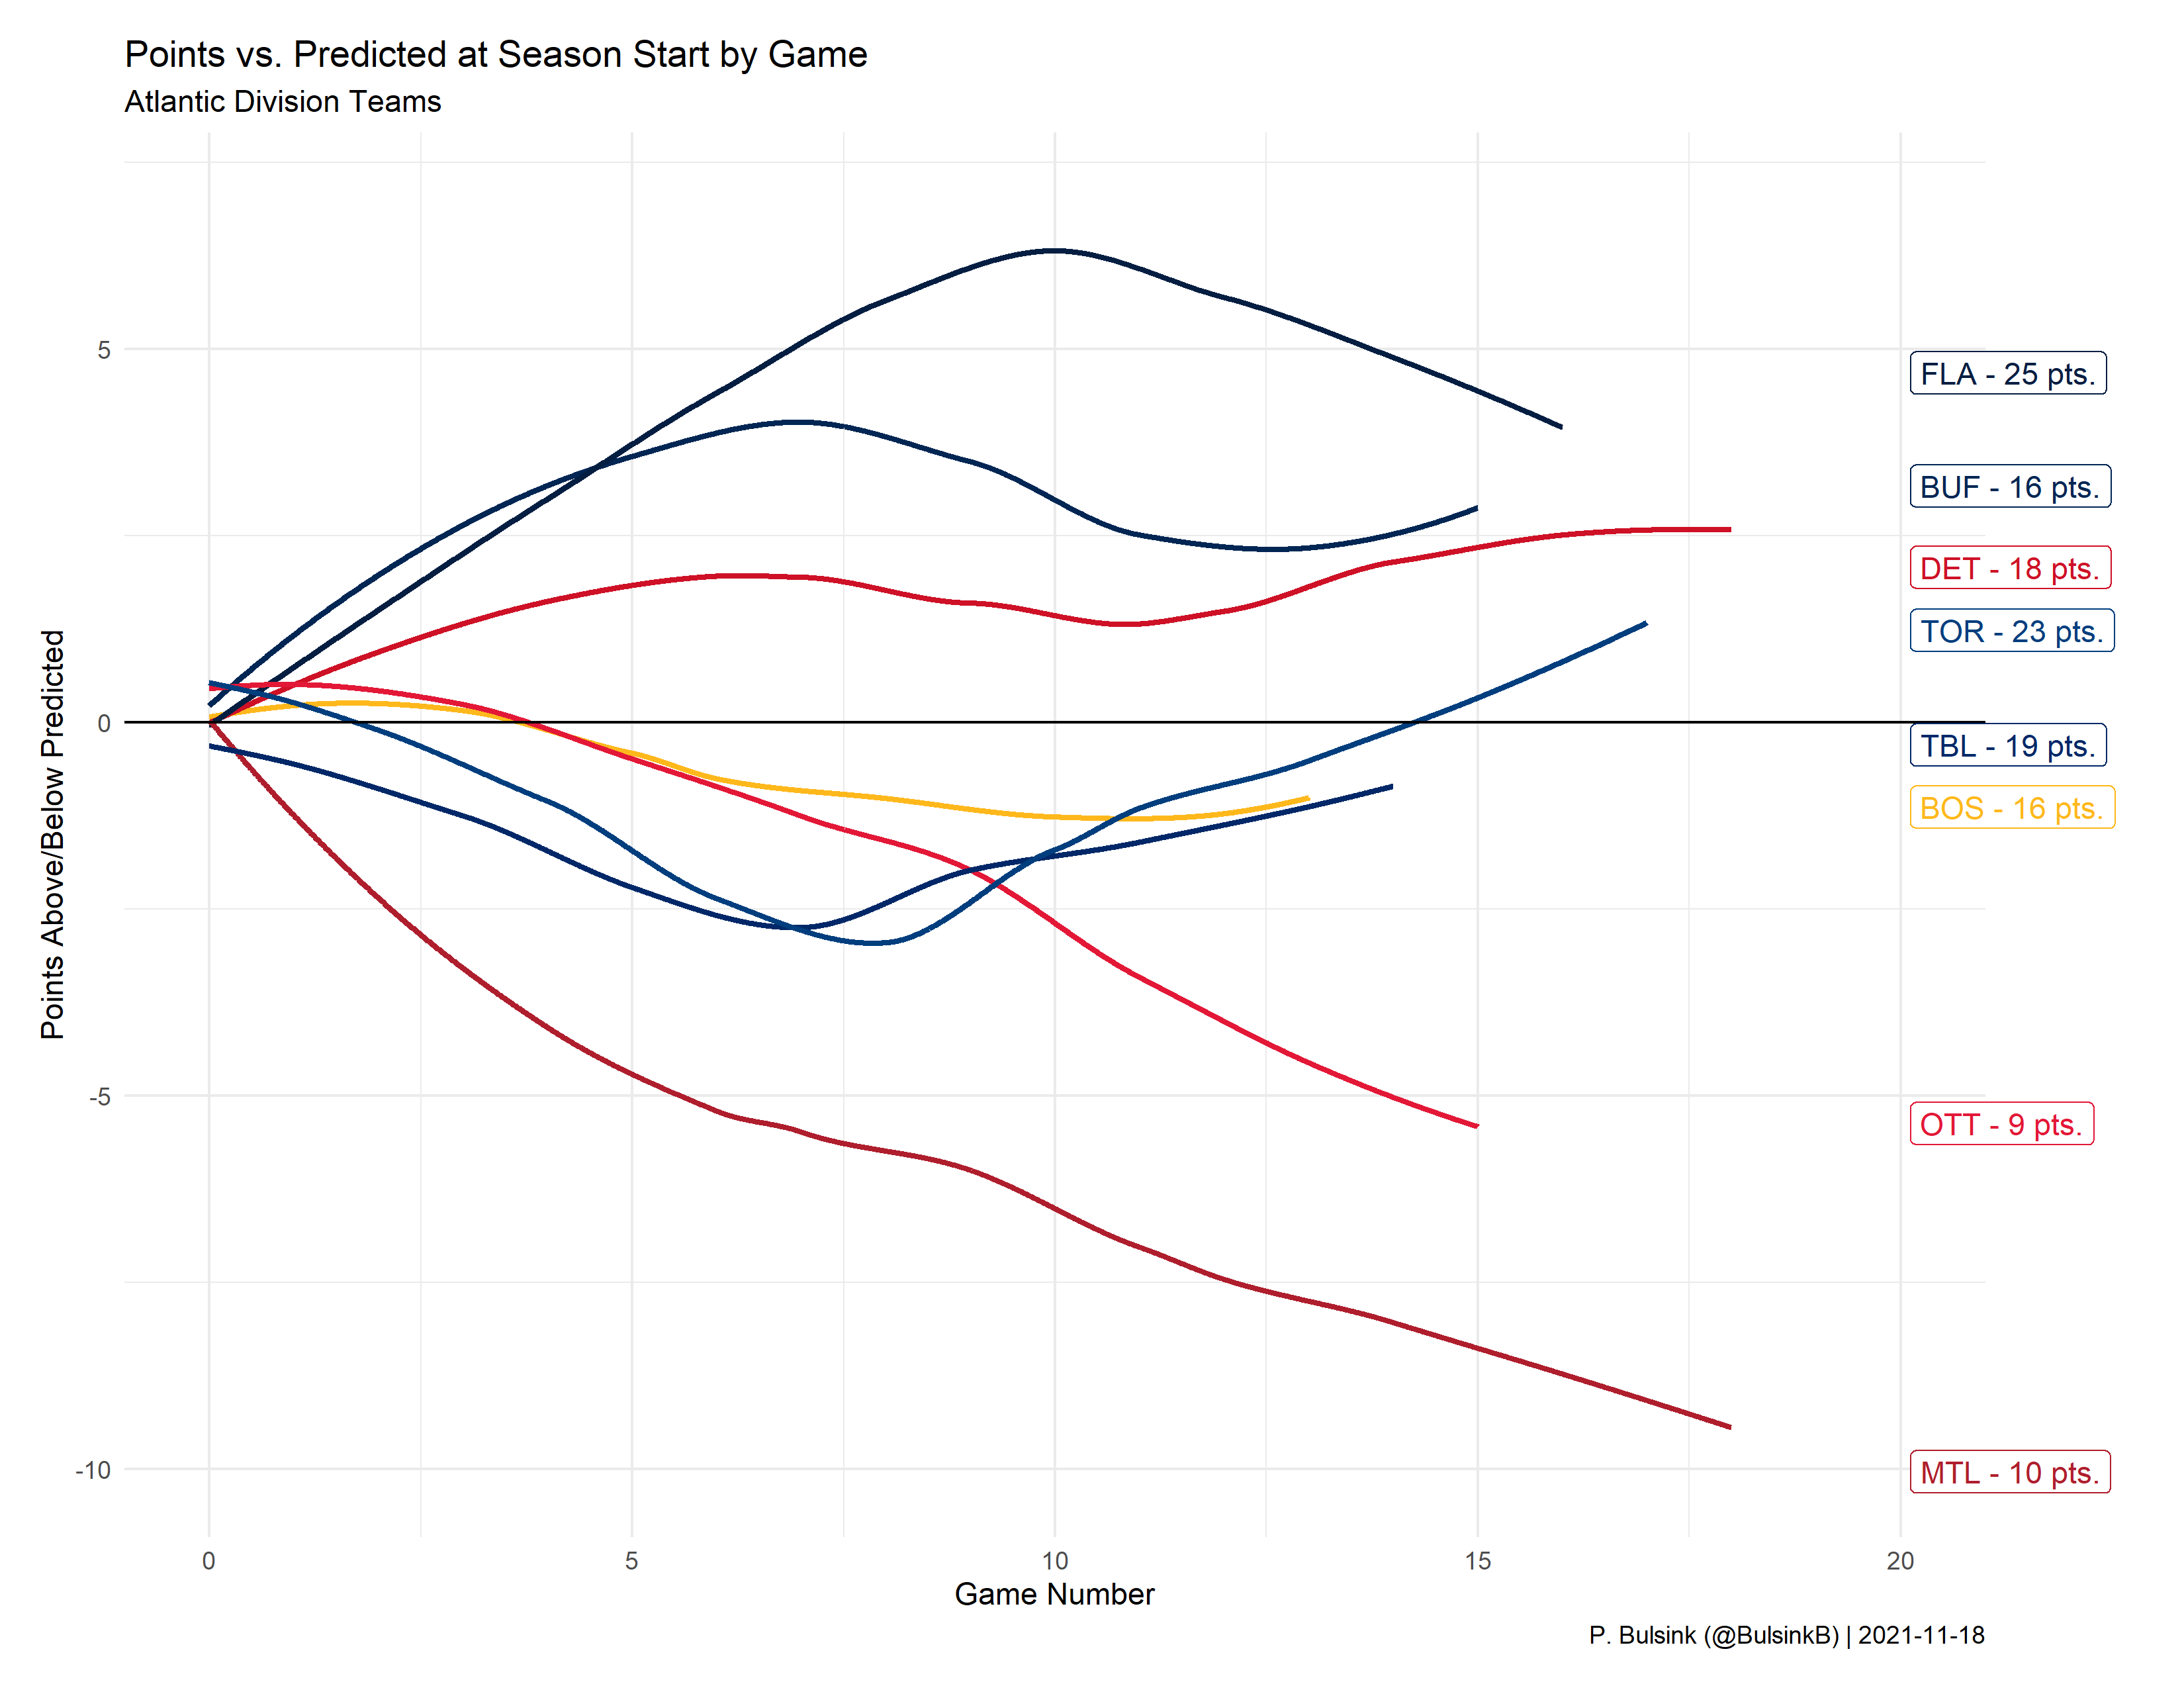 Points vs. Predicted at Season Start by Game
Atlantic Division Teams
Points Above/Below Predicted
5
0
-5
-10
FLA - 25 pts.
BUF - 16 pts.
DET - 18 pts.
TOR - 23 pts.
TBL - 19 pts.
BOS - 16 pts.
OTT - 9 pts.
MTL - 10 pts.
0 5 10 15 20
Game Number
P. Bulsink (@BulsinkB) | 2021-11-18